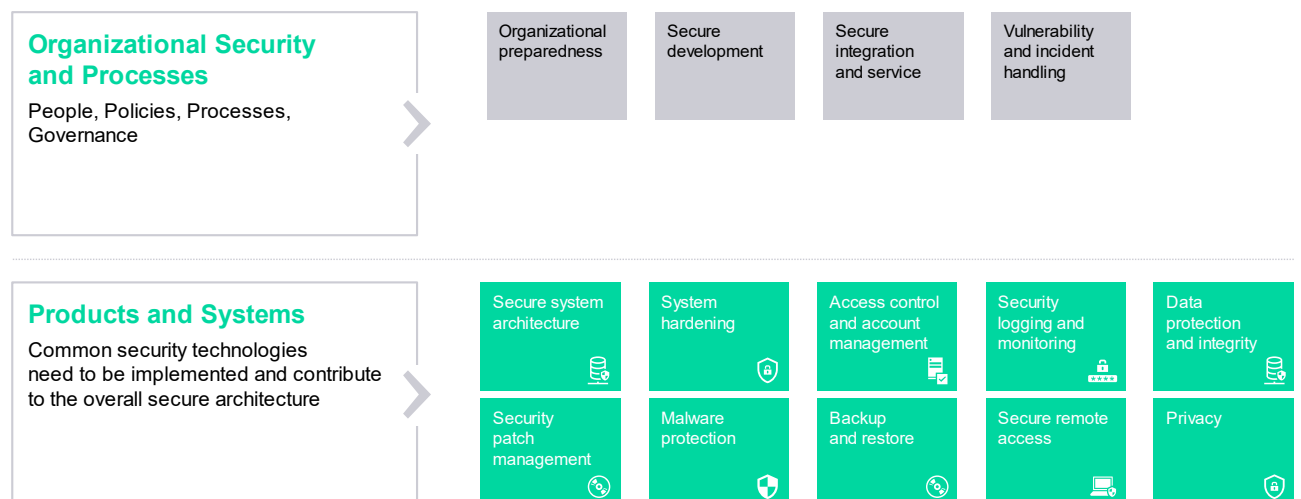 Organizational Security
and Processes
People, Policies, Processes,
Governance
Organizational
preparedness
Secure
development
Secure
integration
and service
Vulnerability
and incident
handling
Products and Systems
Common security technologies
need to be implemented and contribute
to the overall secure architecture
Secure system
architecture
System
hardening
Access control
and account
management
Security
logging and
monitoring
Data
protection
and integrity
Security
patch
management
Malware
protection
Backup
and restore
Secure remote
access
Privacy